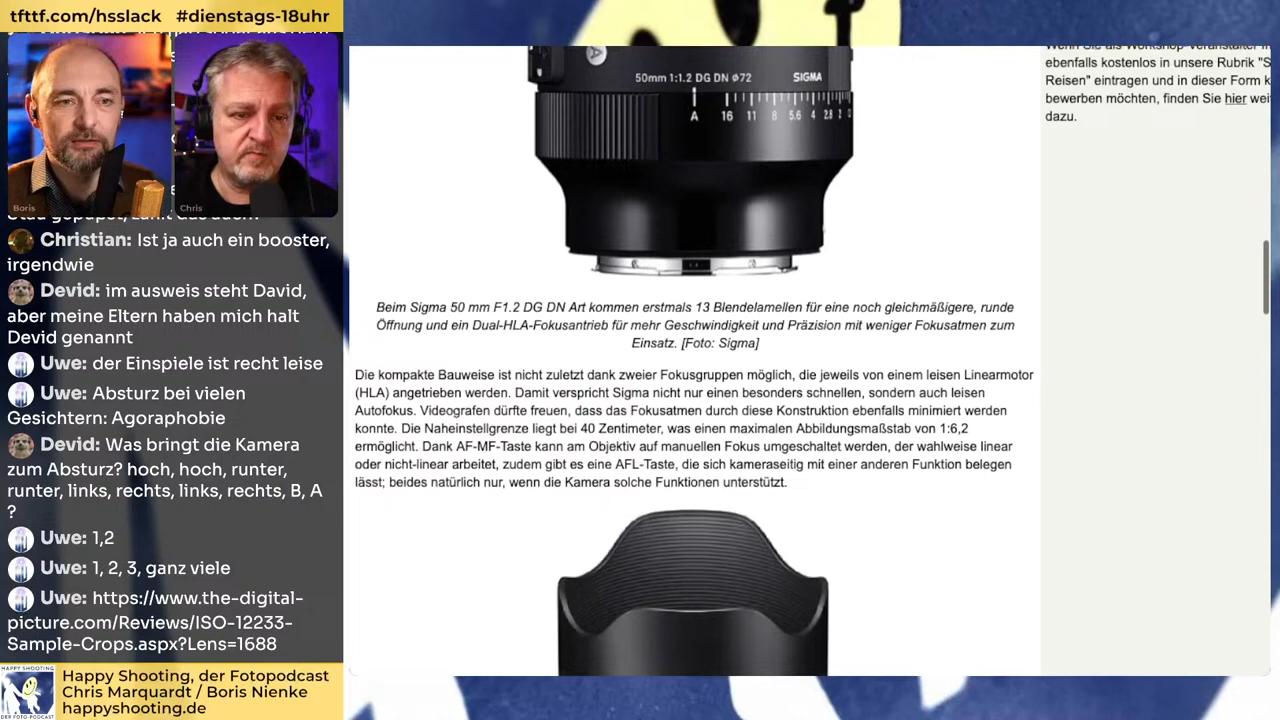 tfttf.com/hsslack #dienstags-18uhr
Boris
Chris
Christian: Ist ja auch ein booster,
irgendwie
Devid: im ausweis steht David,
aber meine Eltern haben mich halt
Devid genannt
Uwe: der Einspiele ist recht leise
Uwe: Absturz bei vielen
Gesichtern: Agoraphobie
Devid: Was bringt die Kamera
zum Absturz? hoch, hoch, runter,
runter, links, rechts, links, rechts, B, A
?
Uwe: 1,2
Uwe: 1, 2, 3, ganz viele
Uwe: https://www.the-digital-
picture.com/Reviews/ISO-12233-
Sample-Crops.aspx?Lens=1688
HAPPY SHOOTING
DER FOTO-PODCAST
Happy Shooting, der Fotopodcast
Chris Marquardt / Boris Nienke
happyshooting.de
A
50mm 1:1.2 DG DN ø72 SIGMA
A 16 11 8 5.6 4 2.8 2
Beim Sigma 50 mm F1.2 DG DN Art kommen erstmals 13 Blendelamellen für eine noch gleichmäßigere, runde
Öffnung und ein Dual-HLA-Fokusantrieb für mehr Geschwindigkeit und Präzision mit weniger Fokusatmen zum
Einsatz. [Foto: Sigma]
Die kompakte Bauweise ist nicht zuletzt dank zweier Fokusgruppen möglich, die jeweils von einem leisen Linearmotor
(HLA) angetrieben werden. Damit verspricht Sigma nicht nur einen besonders schnellen, sondern auch leisen
Autofokus. Videografen dürfte freuen, dass das Fokusatmen durch diese Konstruktion ebenfalls minimiert werden
konnte. Die Naheinstellgrenze liegt bei 40 Zentimeter, was einen maximalen Abbildungsmaßstab von 1:6,2
ermöglicht. Dank AF-MF-Taste kann am Objektiv auf manuellen Fokus umgeschaltet werden, der wahlweise linear
oder nicht-linear arbeitet, zudem gibt es eine AFL-Taste, die sich kameraseitig mit einer anderen Funktion belegen
lässt; beides natürlich nur, wenn die Kamera solche Funktionen unterstützt.
Wenn Sie als Workshop-Veranstalter
ebenfalls kostenlos in unsere Rubrik "S
Reisen" eintragen und in dieser Form k
bewerben möchten, finden Sie hier wei
dazu.